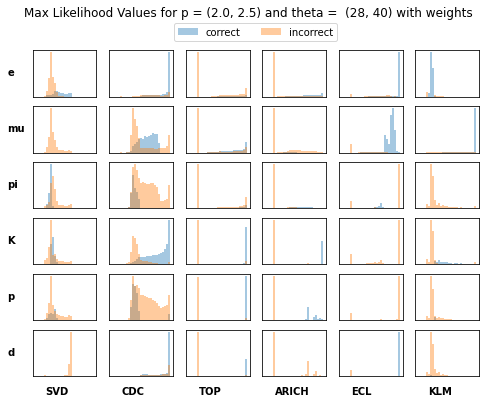 Max Likelihood Values for p = (2.0, 2.5) and theta =  (28, 40) with weights
correct incorrect
e
mu
pi
K
p
d
SVD CDC TOP ARICH ECL KLM